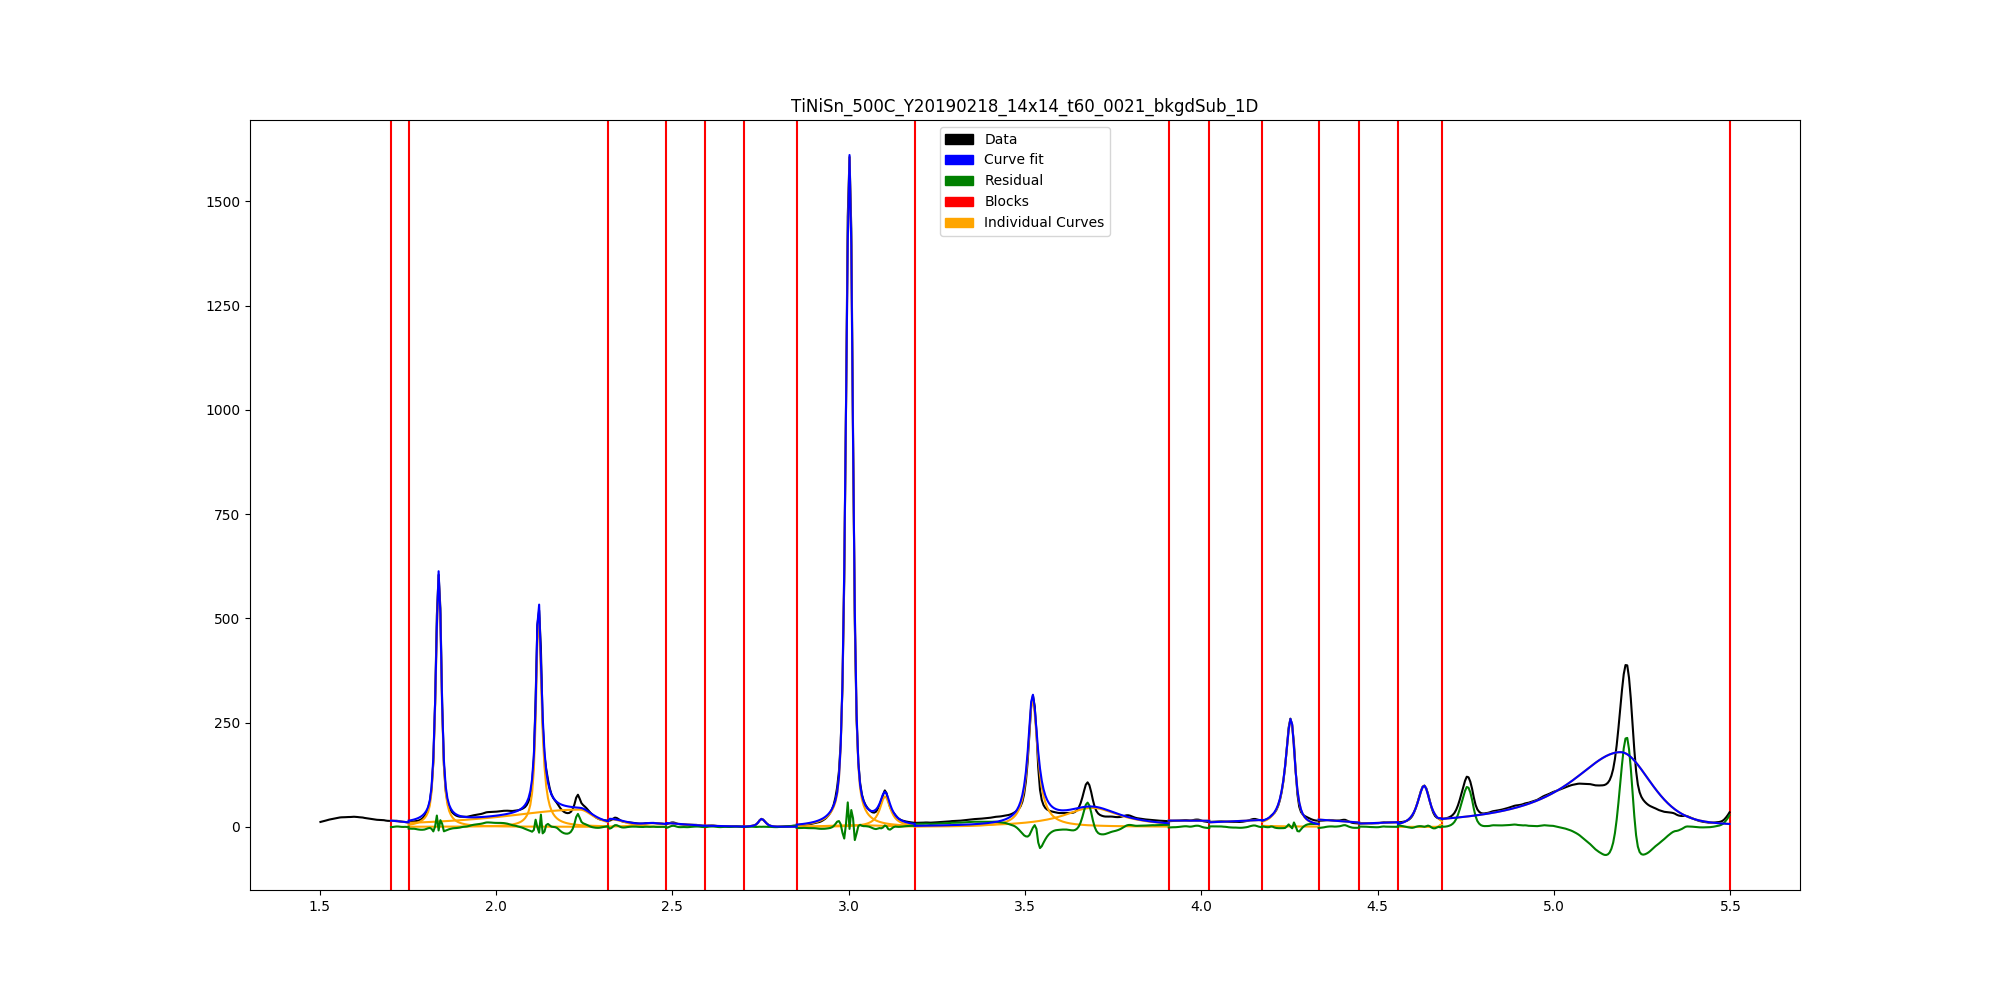 TiNiSn_500C_Y20190218_14x14_t60_0021_bkgdSub_1D
Data
Curve fit
Residual
Blocks
Individual Curves
1500
1250
1000
750
500
250
0
1.5 2.0 2.5 3.0 3.5 4.0 4.5 5.0 5.5